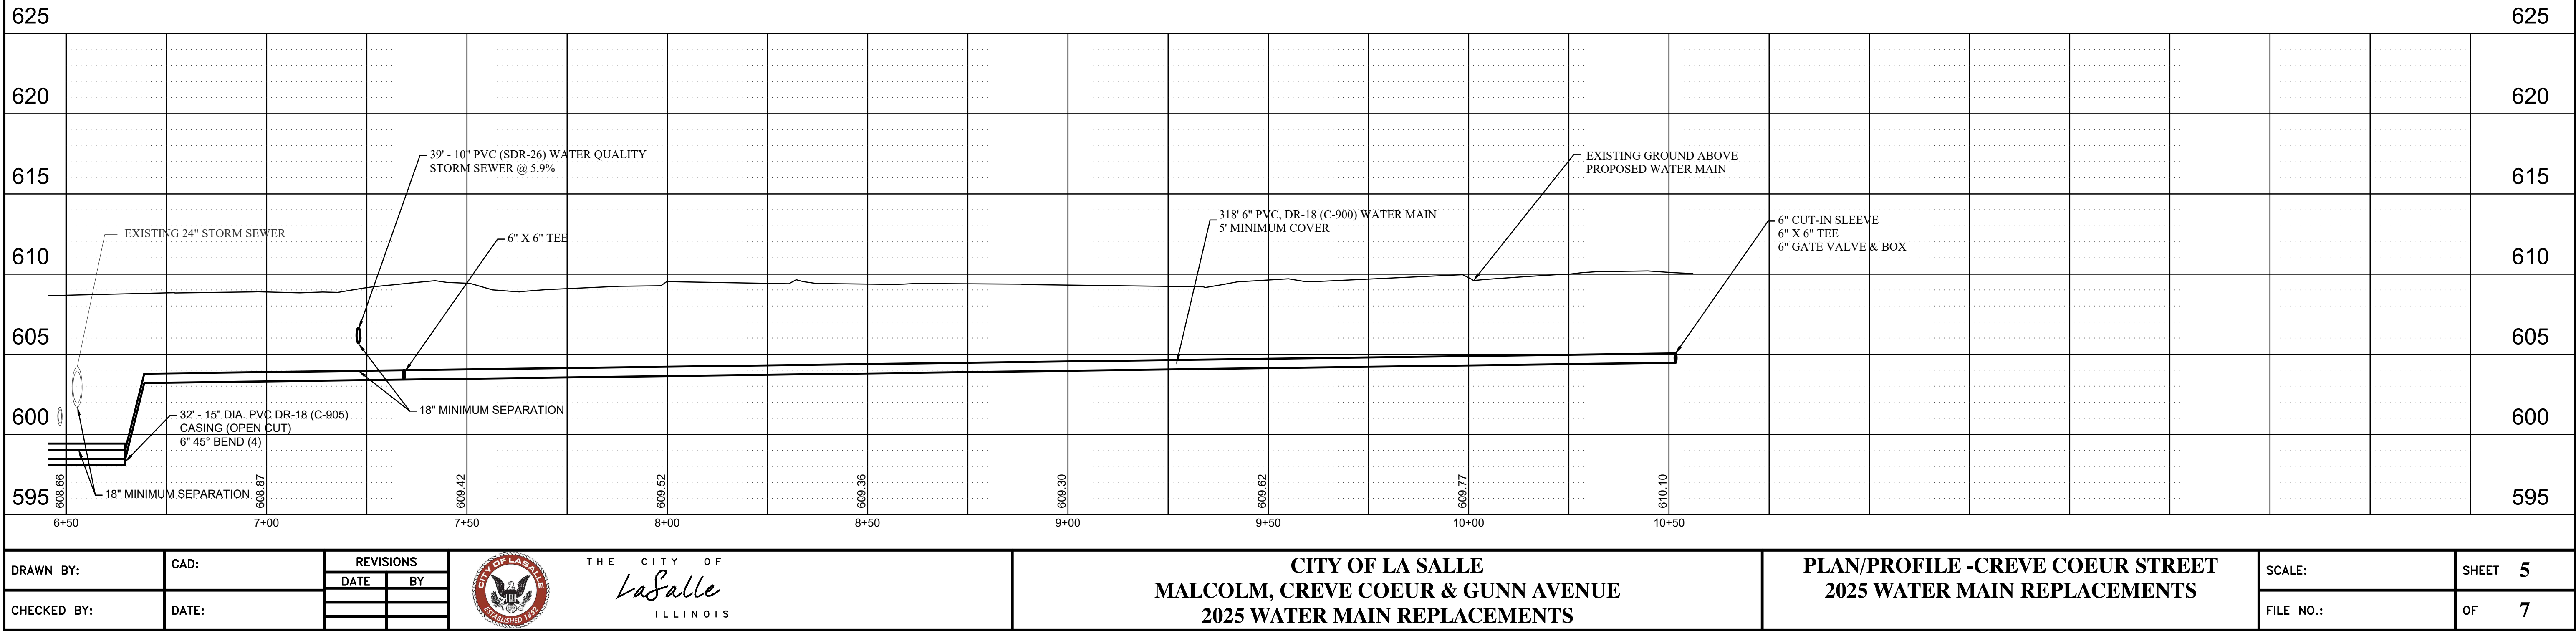 625
625
620
620
39' - 10" PVC (SDR-26) WATER QUALITY
STORM SEWER @ 5.9%
EXISTING GROUND ABOVE
PROPOSED WATER MAIN
615
615
318' 6" PVC, DR-18 (C-900) WATER MAIN
5' MINIMUM COVER
6" CUT-IN SLEEVE
6" X 6" TEE
6" GATE VALVE & BOX
EXISTING 24" STORM SEWER
6" X 6" TEE
610
610
605
605
600
600
32' - 15" DIA. PVC DR-18 (C-905)
CASING (OPEN CUT)
6" 45° BEND (4)
18" MINIMUM SEPARATION
18" MINIMUM SEPARATION
595
595
608.66
608.87
609.42
609.52
609.36
609.30
609.62
609.77
610.10
6+50
7+00
7+50
8+00
8+50
9+00
9+50
10+00
10+50
DRAWN BY:
CAD:
REVISIONS
DATE BY
CHECKED BY:
DATE:
CITY OF LASALLE
ESTABLISHED 1852
THE CITY OF
LaSalle
ILLINOIS
CITY OF LA SALLE
MALCOLM, CREVE COEUR & GUNN AVENUE
2025 WATER MAIN REPLACEMENTS
PLAN/PROFILE -CREVE COEUR STREET
2025 WATER MAIN REPLACEMENTS
SCALE:
SHEET 5
FILE NO.:
OF 7